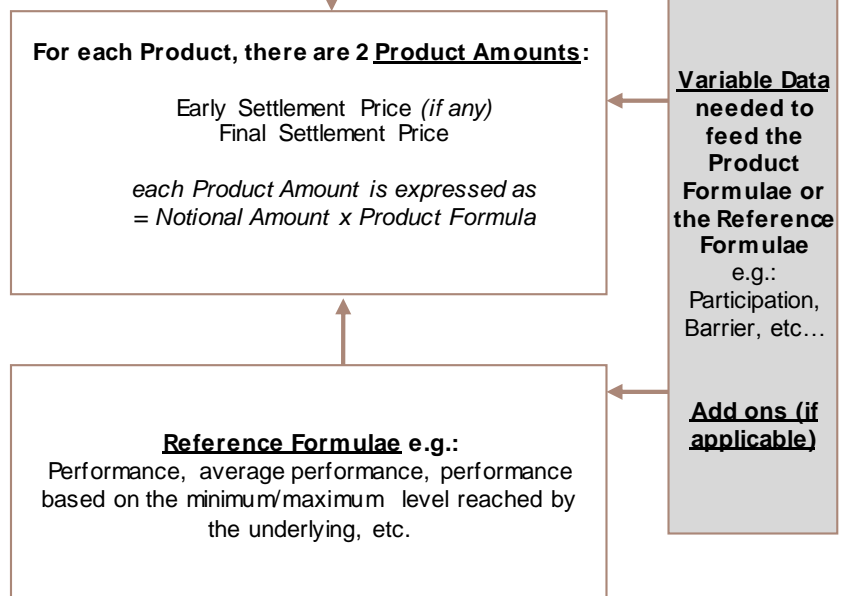 For each Product, there are 2 Product Amounts:
Early Settlement Price (if any)
Final Settlement Price
each Product Amount is expressed as
= Notional Amount x Product Formula
Reference Formulae e.g.:
Performance, average performance, performance
based on the minimum/maximum level reached by
the underlying, etc.
Variable Data
needed to
feed the
Product
Formulae or
the Reference
Formulae
e.g.:
Participation,
Barrier, etc…
Add ons (if
applicable)